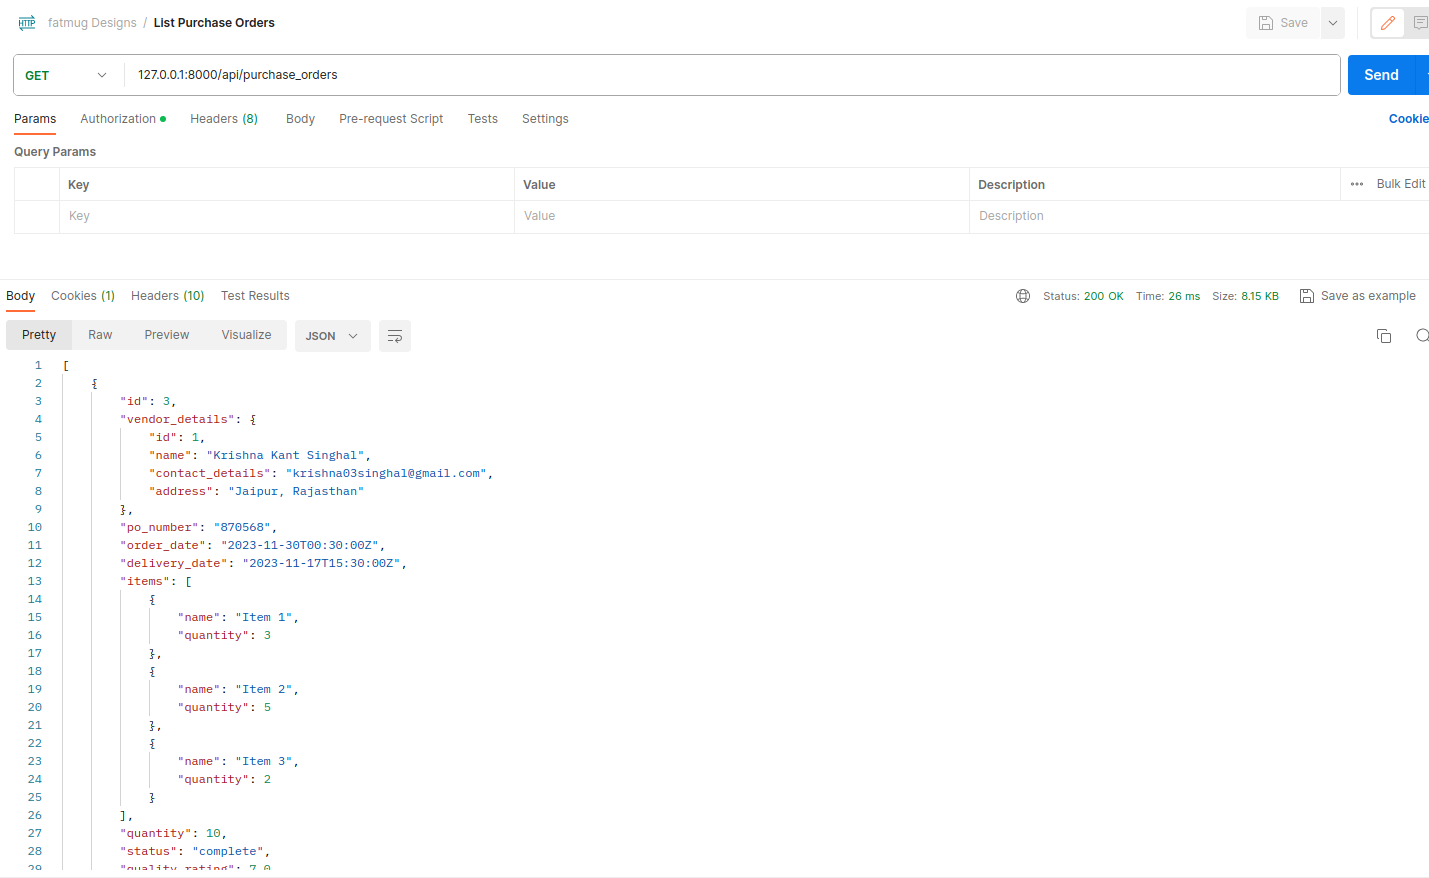 HTTP fatmug Designs / List Purchase Orders Save
GET 127.0.0.1:8000/api/purchase_orders Send
Params Authorization Headers (8) Body Pre-request Script Tests Settings Cookie
Query Params
Key Value Description ••• Bulk Edit
Key Value Description
Body Cookies (1) Headers (10) Test Results Status: 200 OK Time: 26 ms Size: 8.15 KB Save as example
Pretty Raw Preview Visualize JSON
1 [
2 {
3 "id": 3,
4 "vendor_details": {
5 "id": 1,
6 "name": "Krishna Kant Singhal",
7 "contact_details": "krishna03singhal@gmail.com",
8 "address": "Jaipur, Rajasthan"
9 },
10 "po_number": "870568",
11 "order_date": "2023-11-30T00:30:00Z",
12 "delivery_date": "2023-11-17T15:30:00Z",
13 "items": [
14 {
15 "name": "Item 1",
16 "quantity": 3
17 },
18 {
19 "name": "Item 2",
20 "quantity": 5
21 },
22 {
23 "name": "Item 3",
24 "quantity": 2
25 }
26 ],
27 "quantity": 10,
28 "status": "complete",
29 "quality_rating": 7.0